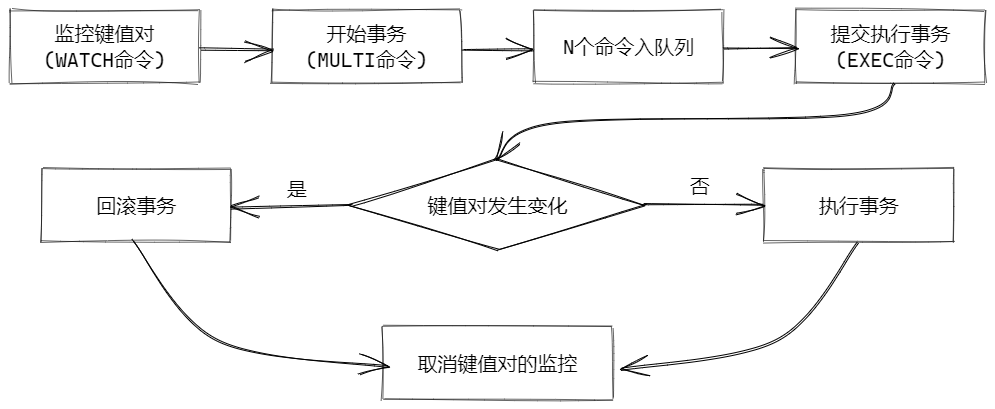 监控键值对
(WATCH命令)
开始事务
(MULTI命令)
N个命令入队列
提交执行事务
(EXEC命令)
回滚事务
是
键值对发生变化
否
执行事务
取消键值对的监控